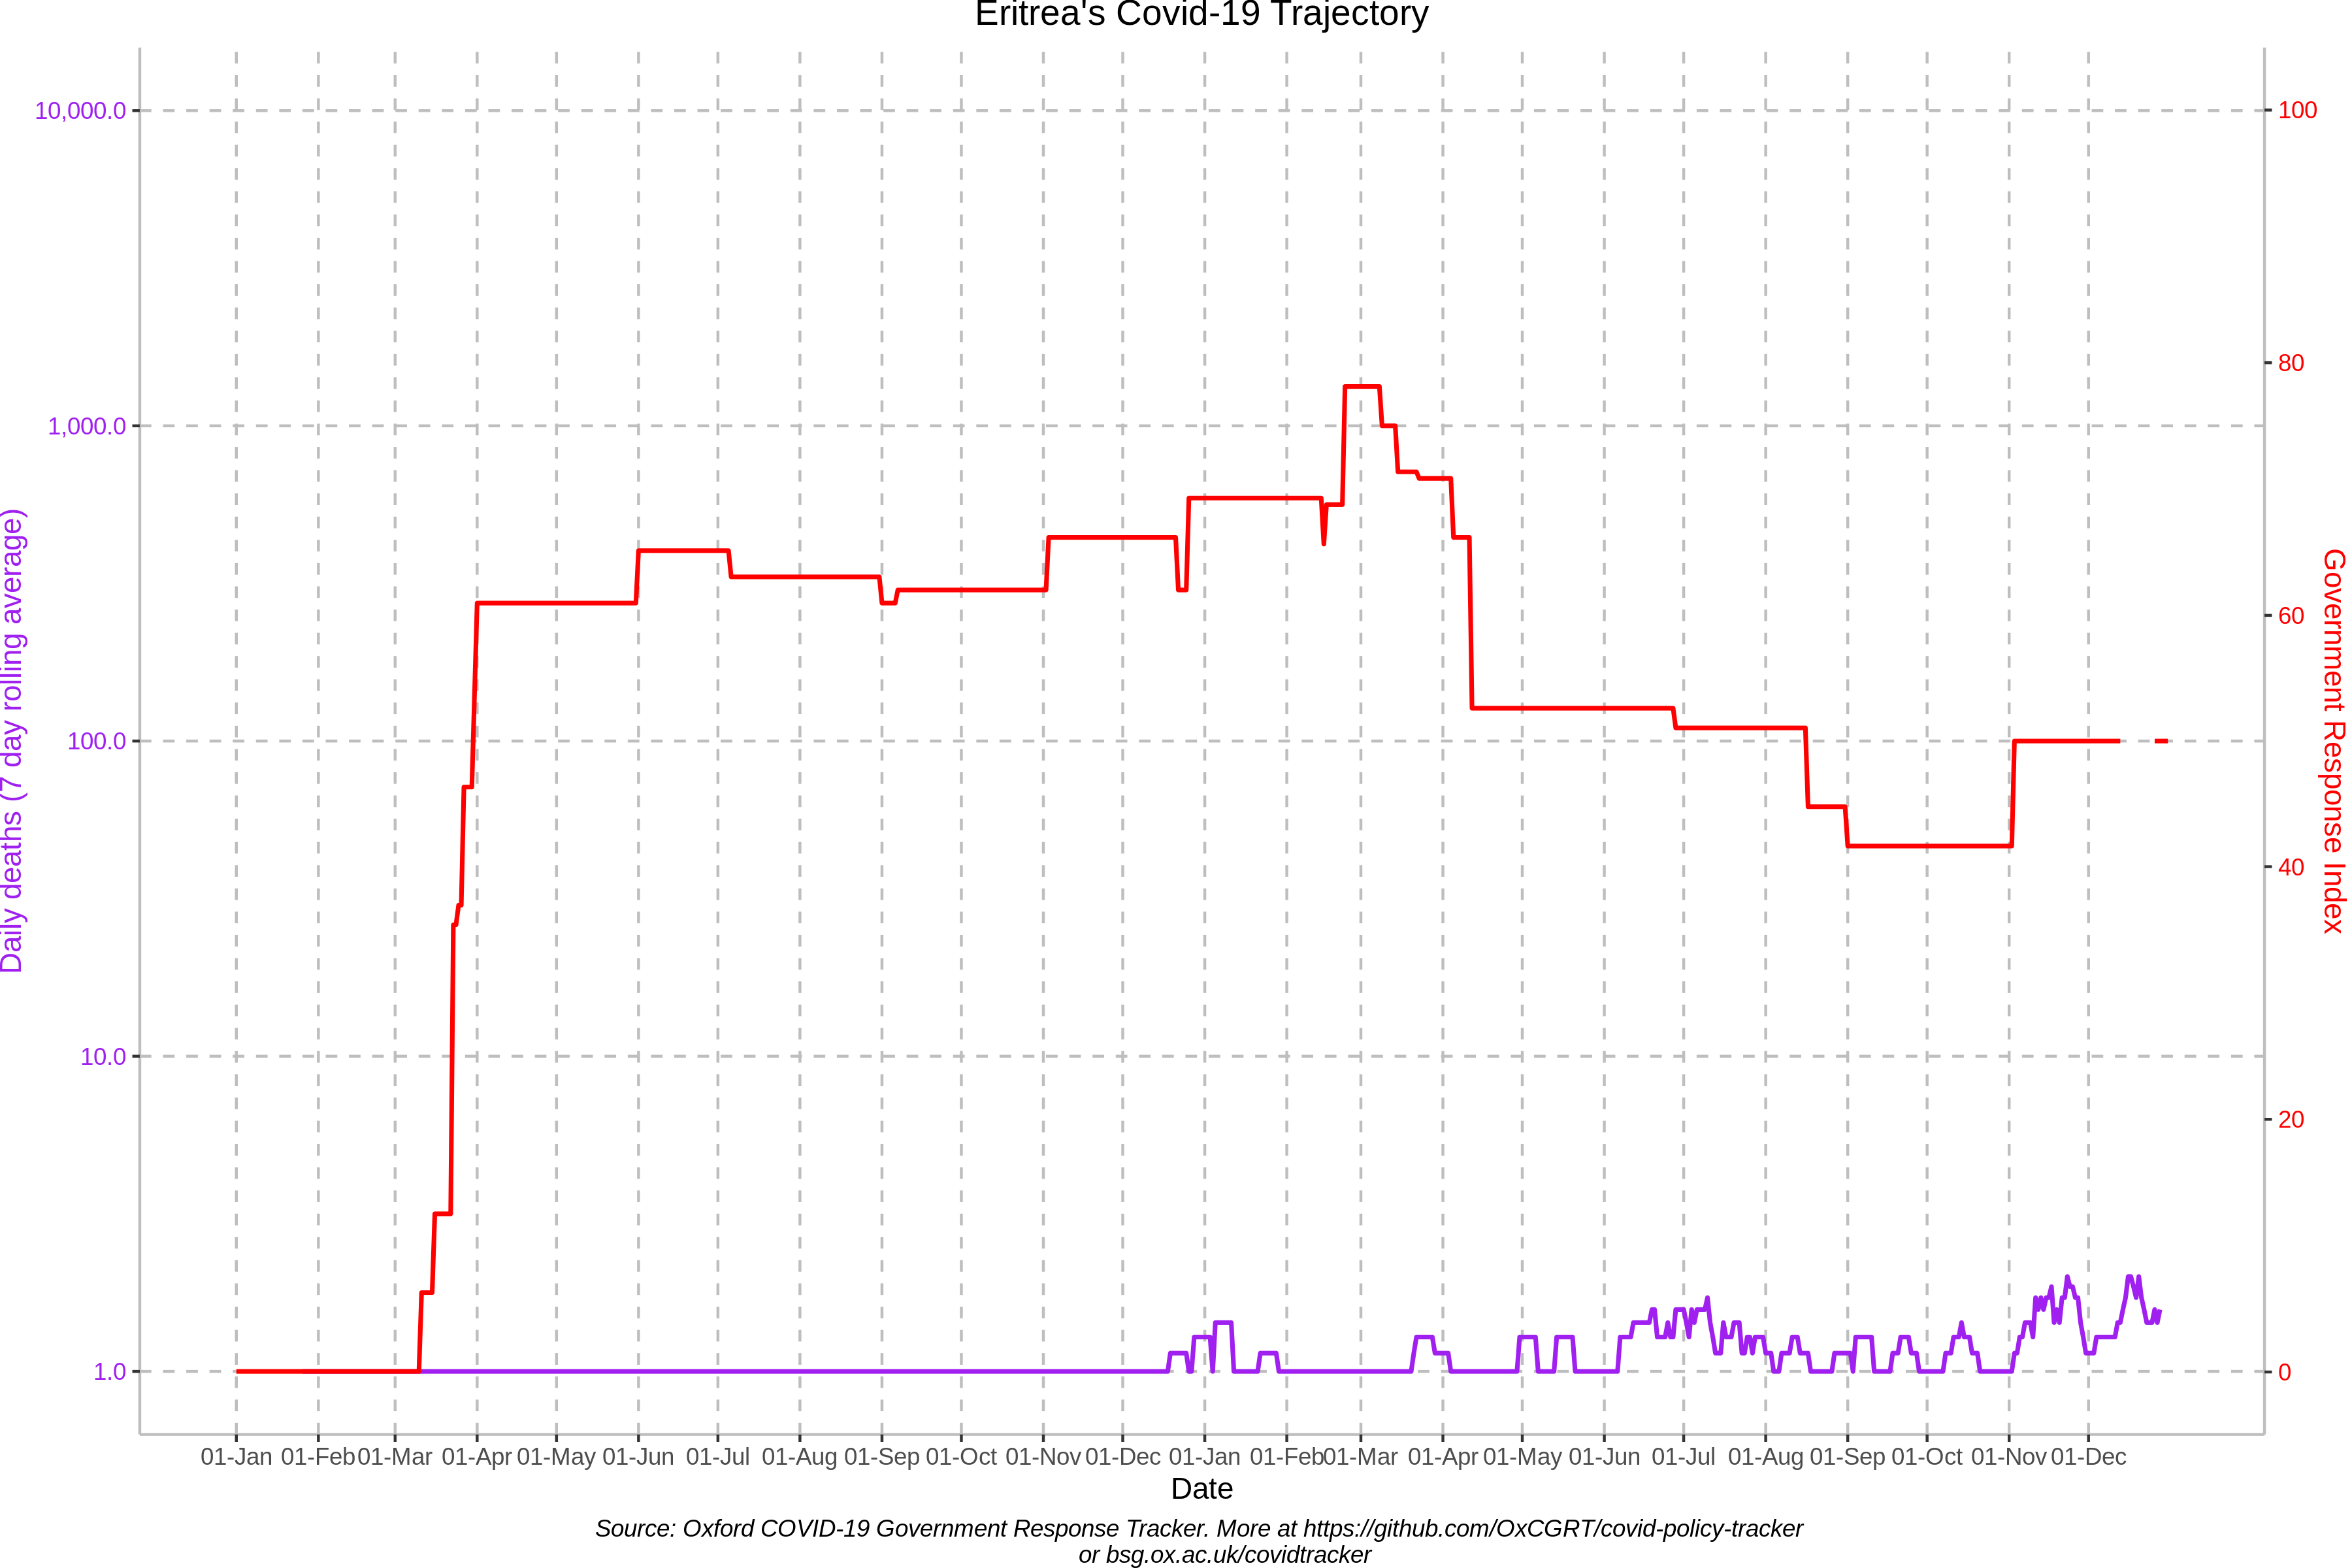 Eritrea's Covid-19 Trajectory
10,000.0
1,000.0
100.0
10.0
1.0
Daily deaths (7 day rolling average)
100
80
60
40
20
0
Government Response Index
01-Jan 01-Feb 01-Mar 01-Apr 01-May 01-Jun 01-Jul 01-Aug 01-Sep 01-Oct 01-Nov 01-Dec 01-Jan 01-Feb 01-Mar 01-Apr 01-May 01-Jun 01-Jul 01-Aug 01-Sep 01-Oct 01-Nov 01-Dec
Date
Source: Oxford COVID-19 Government Response Tracker. More at https://github.com/OxCGRT/covid-policy-tracker
or bsg.ox.ac.uk/covidtracker